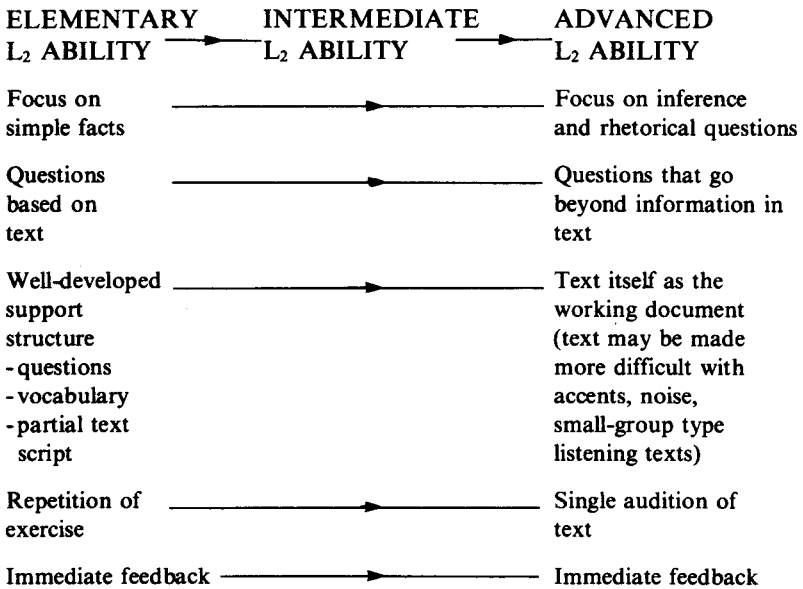 ELEMENTARY INTERMEDIATE ADVANCED
L₂ ABILITY L₂ ABILITY L₂ ABILITY
Focus on
simple facts
Focus on inference
and rhetorical questions
Questions
based on
text
Questions that go
beyond information in
text
Well-developed
support
structure
-questions
-vocabulary
-partial text
script
Text itself as the
working document
(text may be made
more difficult with
accents, noise,
small-group type
listening texts)
Repetition of
exercise
Single audition of
text
Immediate feedback
Immediate feedback